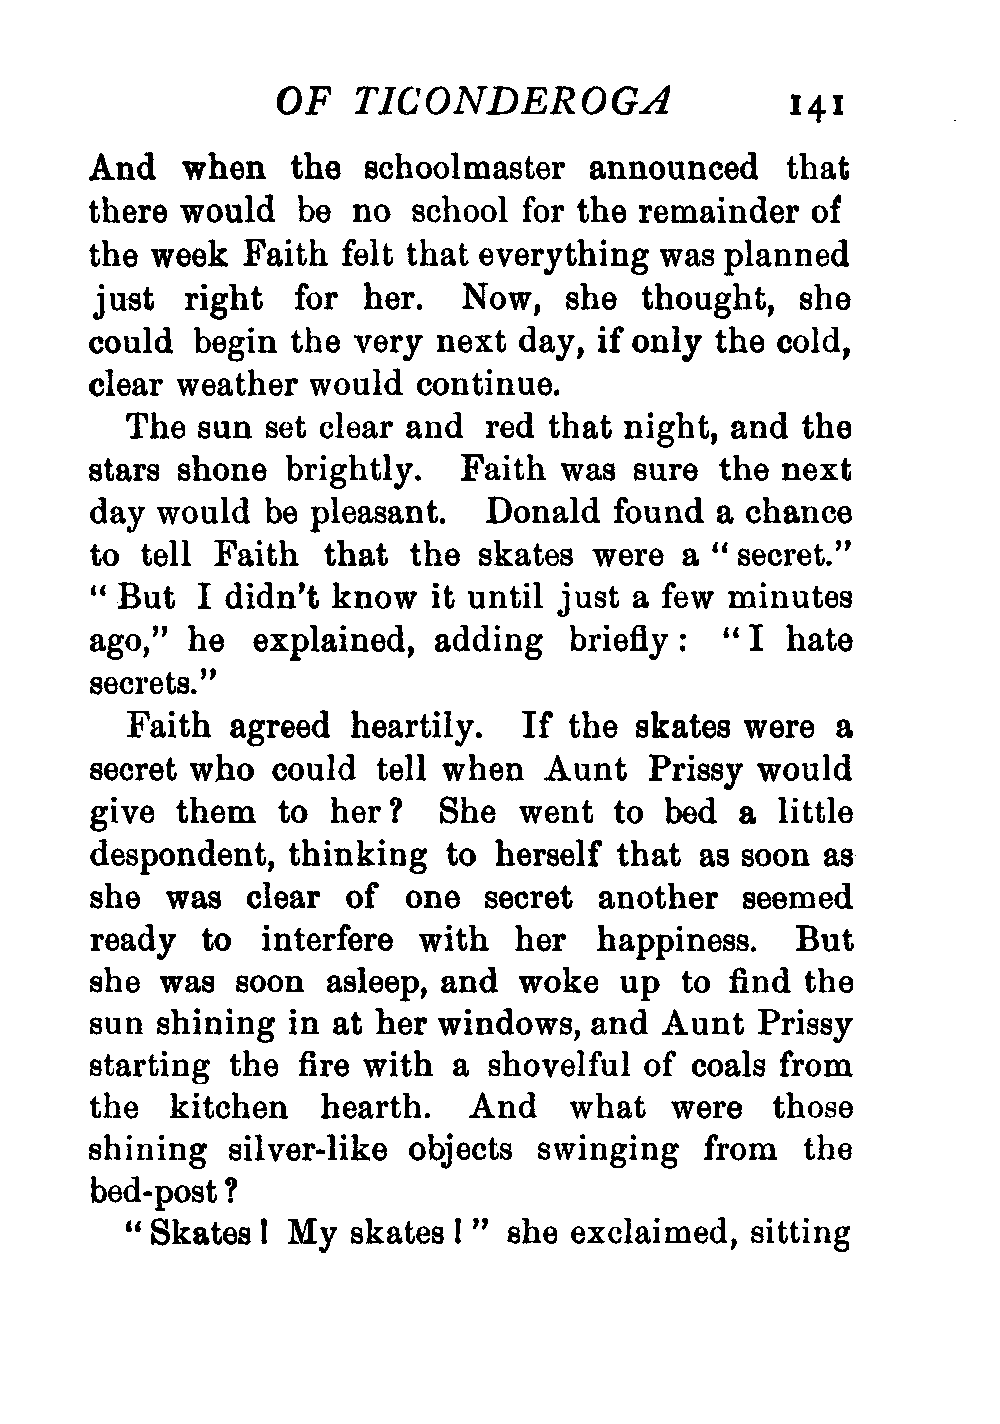 OF TICONDEROGA 141
And when the schoolmaster announced that
there would be no school for the remainder of
the week Faith felt that everything was planned
just right for her. Now, she thought, she
could begin the very next day, if only the cold,
clear weather would continue.
The sun set clear and red that night, and the
stars shone brightly. Faith was sure the next
day would be pleasant. Donald found a chance
to tell Faith that the skates were a “ secret.”
“ But I didn’t know it until just a few minutes
ago,” he explained, adding briefly : “ I hate
secrets.”
Faith agreed heartily. If the skates were a
secret who could tell when Aunt Prissy would
give them to her ? She went to bed a little
despondent, thinking to herself that as soon as
she was clear of one secret another seemed
ready to interfere with her happiness. But
she was soon asleep, and woke up to find the
sun shining in at her windows, and Aunt Prissy
starting the fire with a shovelful of coals from
the kitchen hearth. And what were those
shining silver-like objects swinging from the
bed-post ?
“ Skates ! My skates ! ” she exclaimed, sitting